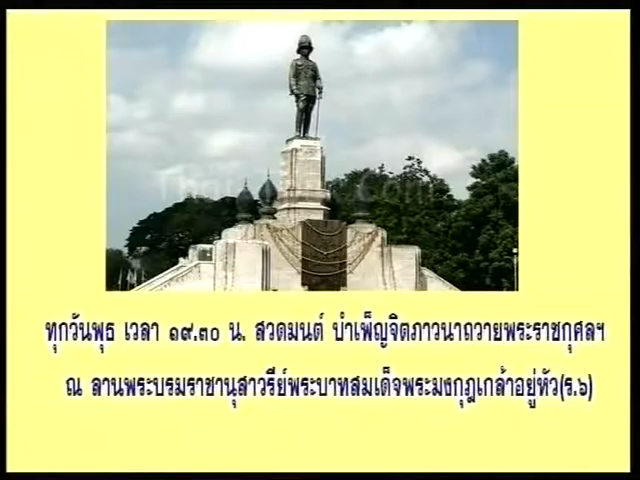 ทุกวันพุธ เวลา ๑๙.๓๐ น. สวดมนต์ บำเพ็ญจิตภาวนาถวายพระราชกุศลฯ
ณ ลานพระบรมราชานุสาวรีย์พระบาทสมเด็จพระมงกุฎเกล้าอยู่หัว(ร.๖)